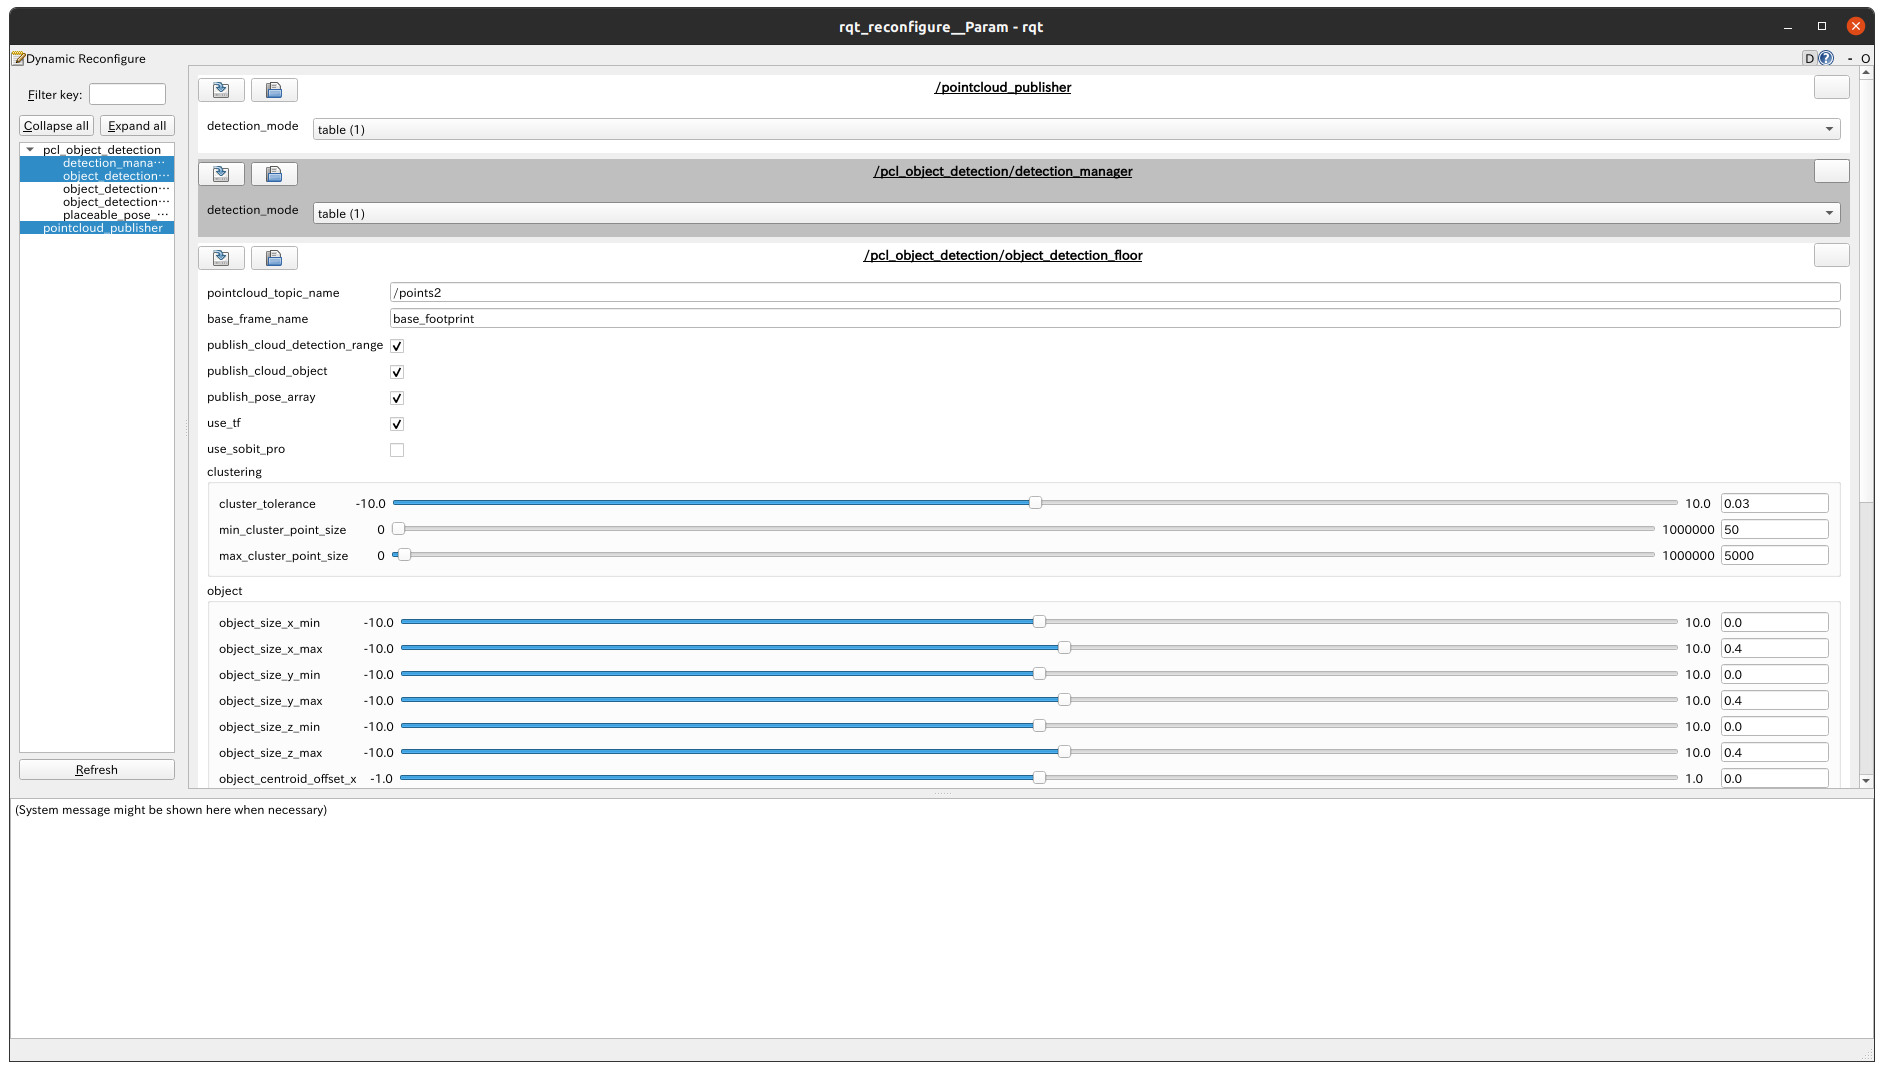 rqt_reconfigure__Param - rqt
Dynamic Reconfigure
D ? - O
Filter key:
Collapse all Expand all
pcl_object_detection
detection_mana…
object_detection…
object_detection…
object_detection…
placeable_pose_…
pointcloud_publisher
Refresh
/pointcloud_publisher
detection_mode table (1)
/pcl_object_detection/detection_manager
detection_mode table (1)
/pcl_object_detection/object_detection_floor
pointcloud_topic_name /points2
base_frame_name base_footprint
publish_cloud_detection_range
publish_cloud_object
publish_pose_array
use_tf
use_sobit_pro
clustering
cluster_tolerance -10.0 10.0 0.03
min_cluster_point_size 0 1000000 50
max_cluster_point_size 0 1000000 5000
object
object_size_x_min -10.0 10.0 0.0
object_size_x_max -10.0 10.0 0.4
object_size_y_min -10.0 10.0 0.0
object_size_y_max -10.0 10.0 0.4
object_size_z_min -10.0 10.0 0.0
object_size_z_max -10.0 10.0 0.4
object_centroid_offset_x -1.0 1.0 0.0
(System message might be shown here when necessary)